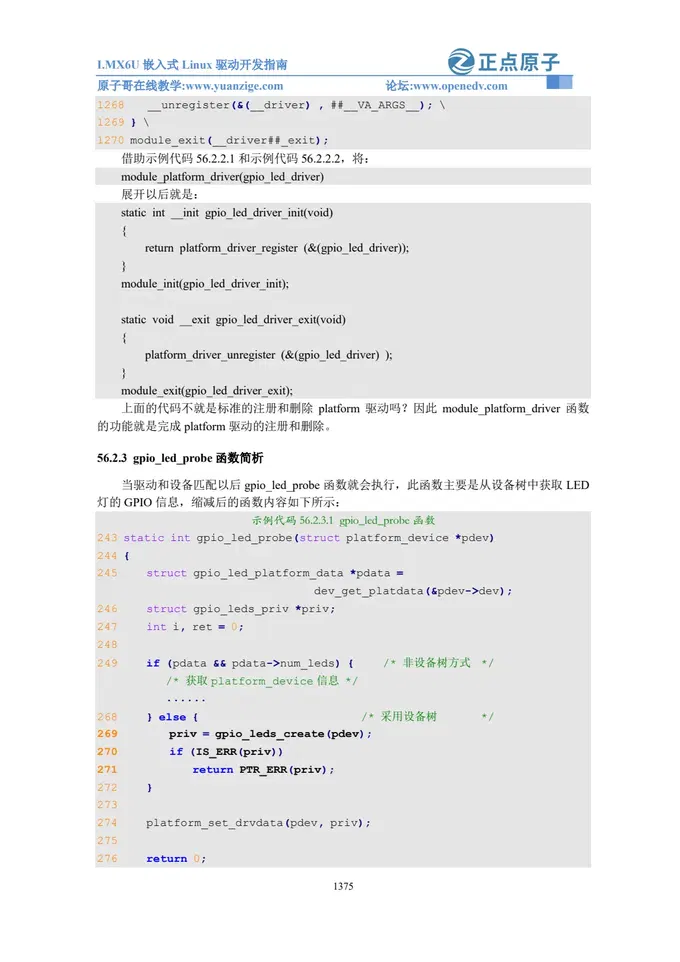 I.MX6U 嵌入式 Linux 驱动开发指南
正点原子
原子哥在线教学:www.yuanzige.com 论坛:www.openedv.com
1268 __unregister(&(__driver) , ##__VA_ARGS__); \
1269 } \
1270 module_exit(__driver##_exit);
借助示例代码 56.2.2.1 和示例代码 56.2.2.2，将：
module_platform_driver(gpio_led_driver)
展开以后就是：
static int __init gpio_led_driver_init(void)
{
return platform_driver_register (&(gpio_led_driver));
}
module_init(gpio_led_driver_init);
static void __exit gpio_led_driver_exit(void)
{
platform_driver_unregister (&(gpio_led_driver) );
}
module_exit(gpio_led_driver_exit);
上面的代码不就是标准的注册和删除 platform 驱动吗？因此 module_platform_driver 函数
的功能就是完成 platform 驱动的注册和删除。
56.2.3 gpio_led_probe 函数简析
当驱动和设备匹配以后 gpio_led_probe 函数就会执行，此函数主要是从设备树中获取 LED
灯的 GPIO 信息，缩减后的函数内容如下所示：
示例代码 56.2.3.1 gpio_led_probe 函数
243 static int gpio_led_probe(struct platform_device *pdev)
244 {
245 struct gpio_led_platform_data *pdata =
dev_get_platdata(&pdev->dev);
246 struct gpio_leds_priv *priv;
247 int i, ret = 0;
248
249 if (pdata && pdata->num_leds) { /* 非设备树方式 */
/* 获取 platform_device 信息 */
......
268 } else { /* 采用设备树 */
269 priv = gpio_leds_create(pdev);
270 if (IS_ERR(priv))
271 return PTR_ERR(priv);
272 }
273
274 platform_set_drvdata(pdev, priv);
275
276 return 0;
1375